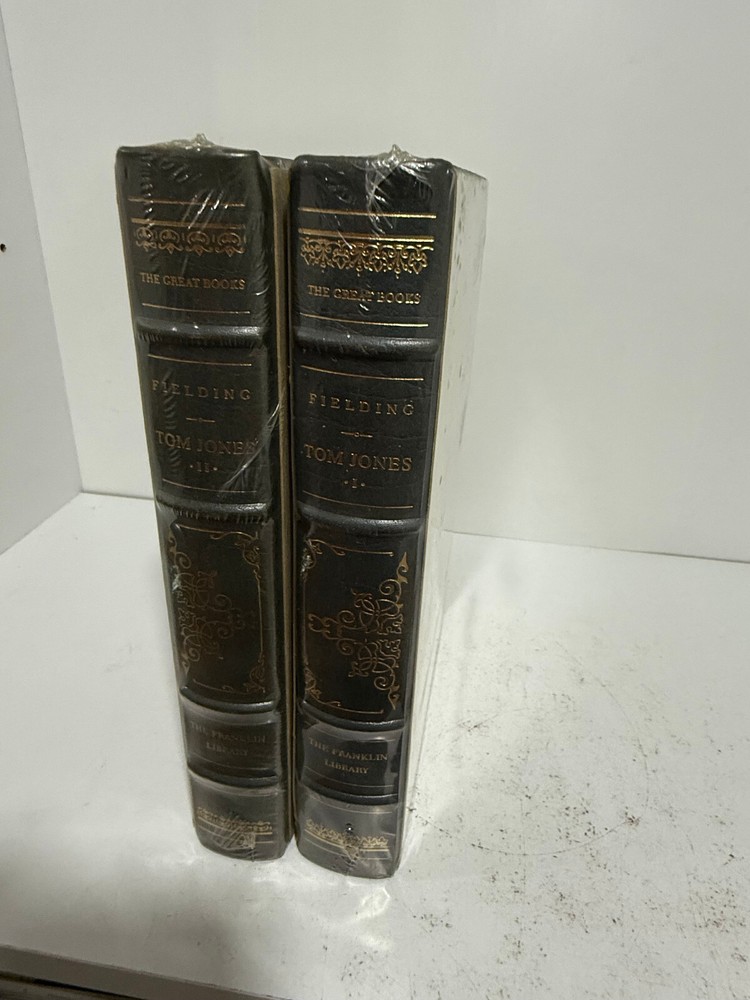 THE GREAT BOOKS
FIELDING
TOM JONES
·II·
THE FRANKLIN
LIBRARY
THE GREAT BOOKS
FIELDING
TOM JONES
·I·
THE FRANKLIN
LIBRARY